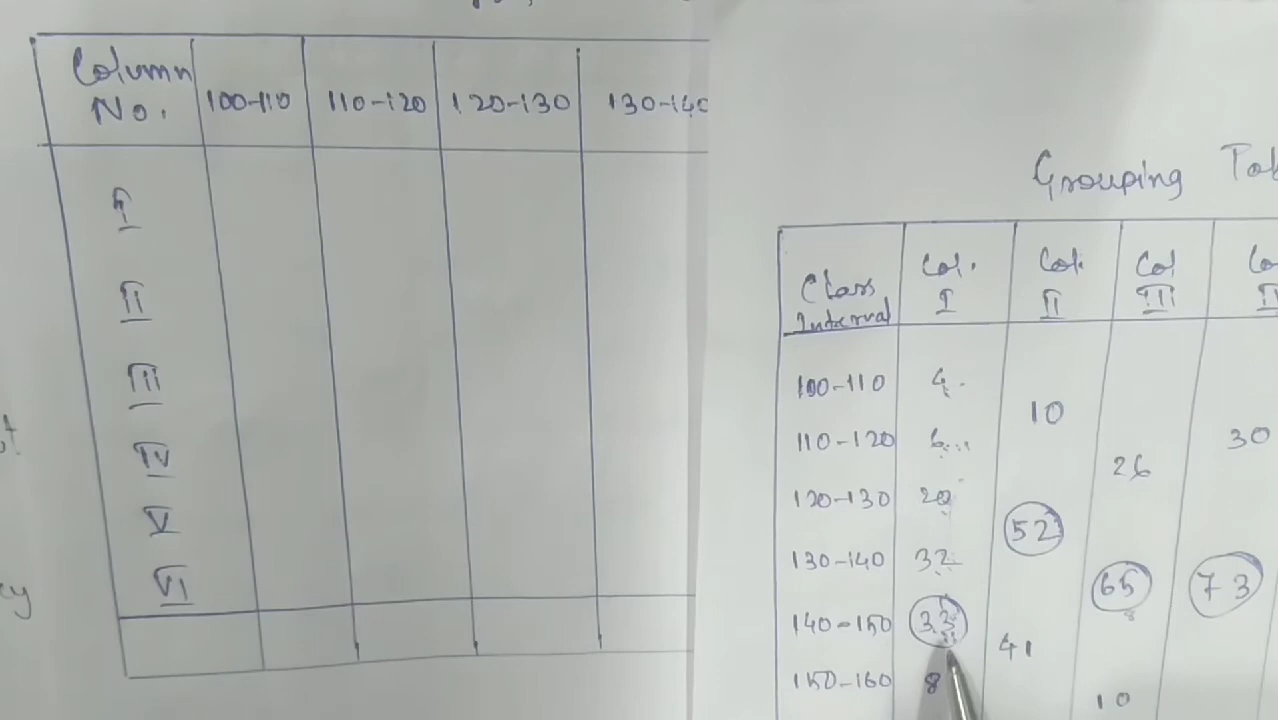 Column
No. 100-110 110-120 120-130 130-140
I
II
III
IV
V
VI
Grouping
Class
Interval
Col.
I
Col.
II
Col
III
100-110 4
10
110-120 6
30
26
120-130 20
52
130-140 32
65 73
140-150 33
41
150-160 8
10